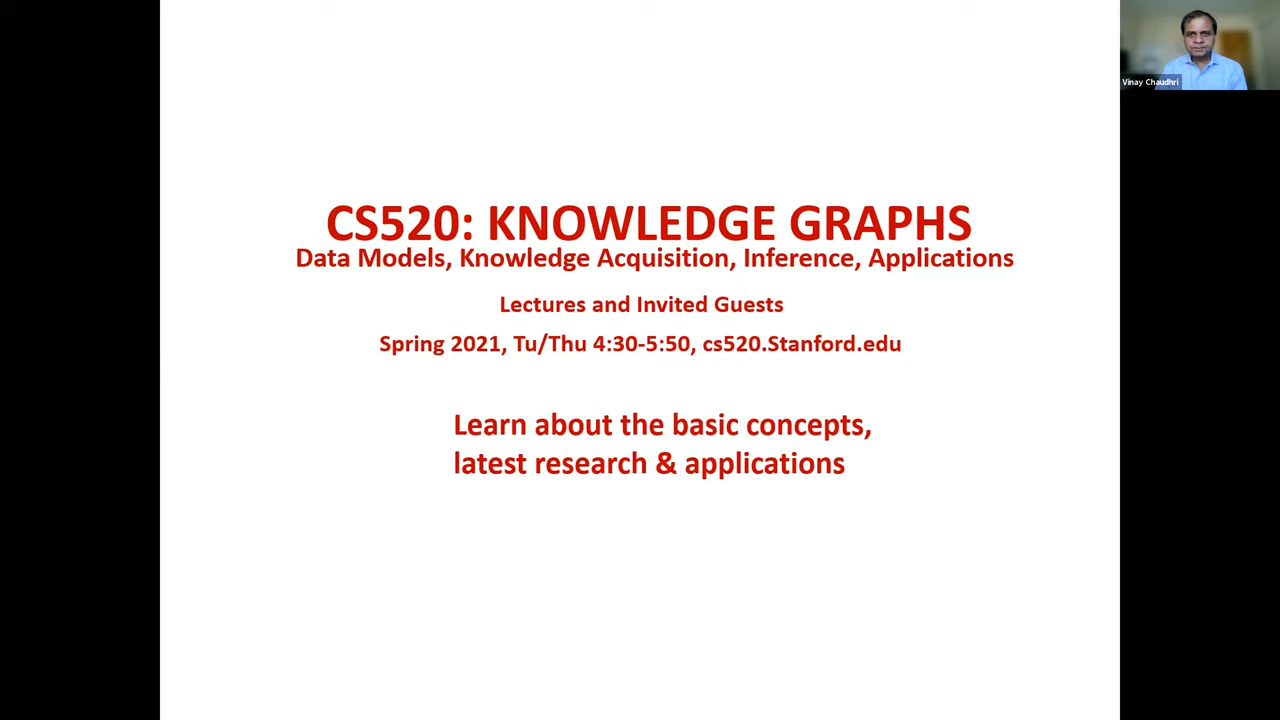 Vinay Chaudhri
CS520: KNOWLEDGE GRAPHS
Data Models, Knowledge Acquisition, Inference, Applications
Lectures and Invited Guests
Spring 2021, Tu/Thu 4:30-5:50, cs520.Stanford.edu
Learn about the basic concepts,
latest research & applications